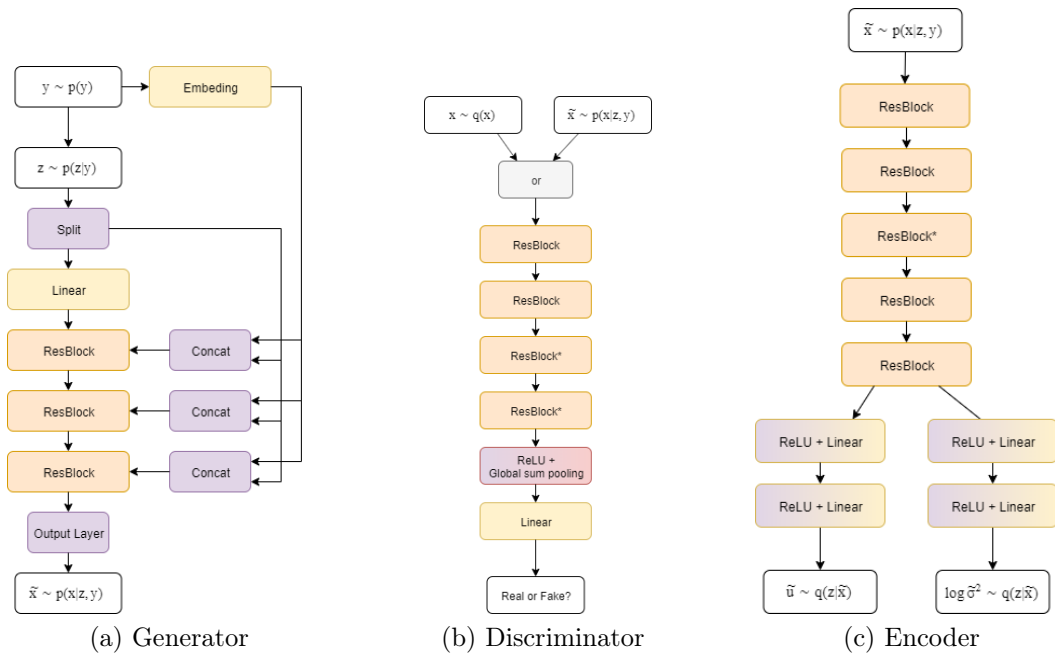 y ~ p(y)
Embeding
z ~ p(z|y)
Split
Linear
ResBlock
Concat
ResBlock
Concat
ResBlock
Concat
Output Layer
x̃ ~ p(x|z, y)
(a) Generator
x ~ q(x)
x̃ ~ p(x|z, y)
or
ResBlock
ResBlock
ResBlock*
ResBlock*
ReLU +
Global sum pooling
Linear
Real or Fake?
(b) Discriminator
x̃ ~ p(x|z, y)
ResBlock
ResBlock
ResBlock*
ResBlock
ResBlock
ReLU + Linear
ReLU + Linear
ReLU + Linear
ReLU + Linear
ũ ~ q(z|x̃)
log σ̃² ~ q(z|x̃)
(c) Encoder